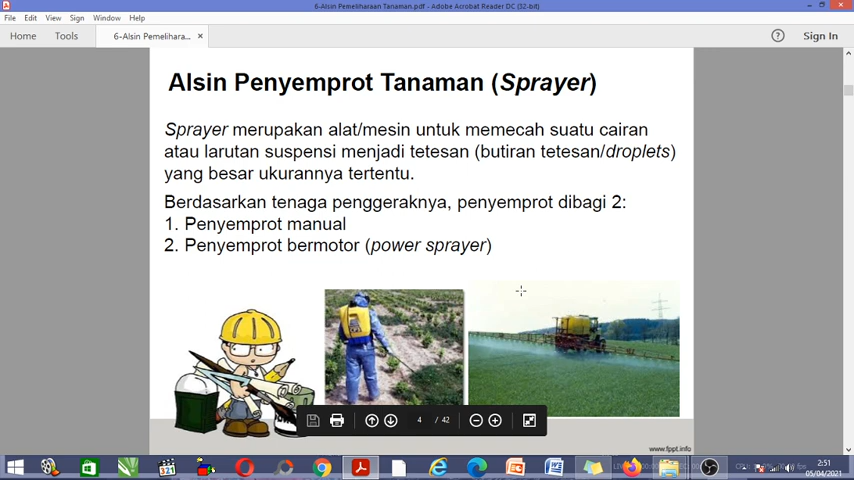 6-Alsin Pemeliharaan Tanaman.pdf - Adobe Acrobat Reader DC (32-bit)
File Edit View Sign Window Help
Home Tools 6-Alsin Pemelihara... × Sign In
Alsin Penyemprot Tanaman (Sprayer)
Sprayer merupakan alat/mesin untuk memecah suatu cairan
atau larutan suspensi menjadi tetesan (butiran tetesan/droplets)
yang besar ukurannya tertentu.
Berdasarkan tenaga penggeraknya, penyemprot dibagi 2:
1. Penyemprot manual
2. Penyemprot bermotor (power sprayer)
4 / 42
www.fppt.info
321
2:51
05/04/2021